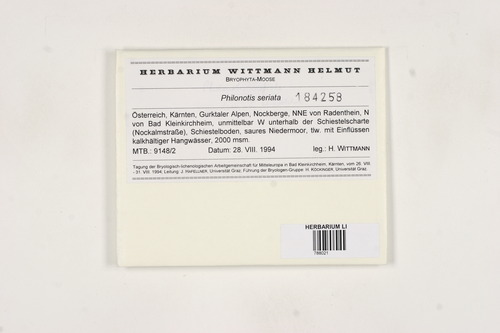 HERBARIUM WITTMANN HELMUT
BRYOPHYTA-MOOSE
Philonotis seriata 184258
Österreich, Kärnten, Gurktaler Alpen, Nockberge, NNE von Radenthein, N
von Bad Kleinkirchheim, unmittelbar W unterhalb der Schiestelscharte
(Nockalmstraße), Schiestelboden, saures Niedermoor, tlw. mit Einflüssen
kalkhältiger Hangwässer, 2000 msm.
MTB.: 9148/2 Datum: 28. VIII. 1994 leg.: H. WITTMANN
Tagung der Bryologisch-lichenologischen Arbeitsgemeinschaft für Mitteleuropa in Bad Kleinkirchheim, Kärnten, vom 26. VIII
- 31. VIII. 1994; Leitung: J. HAFELLNER, Universität Graz; Führung der Bryologen-Gruppe: H. KÖCKINGER, Universität Graz.
HERBARIUM LI
788021